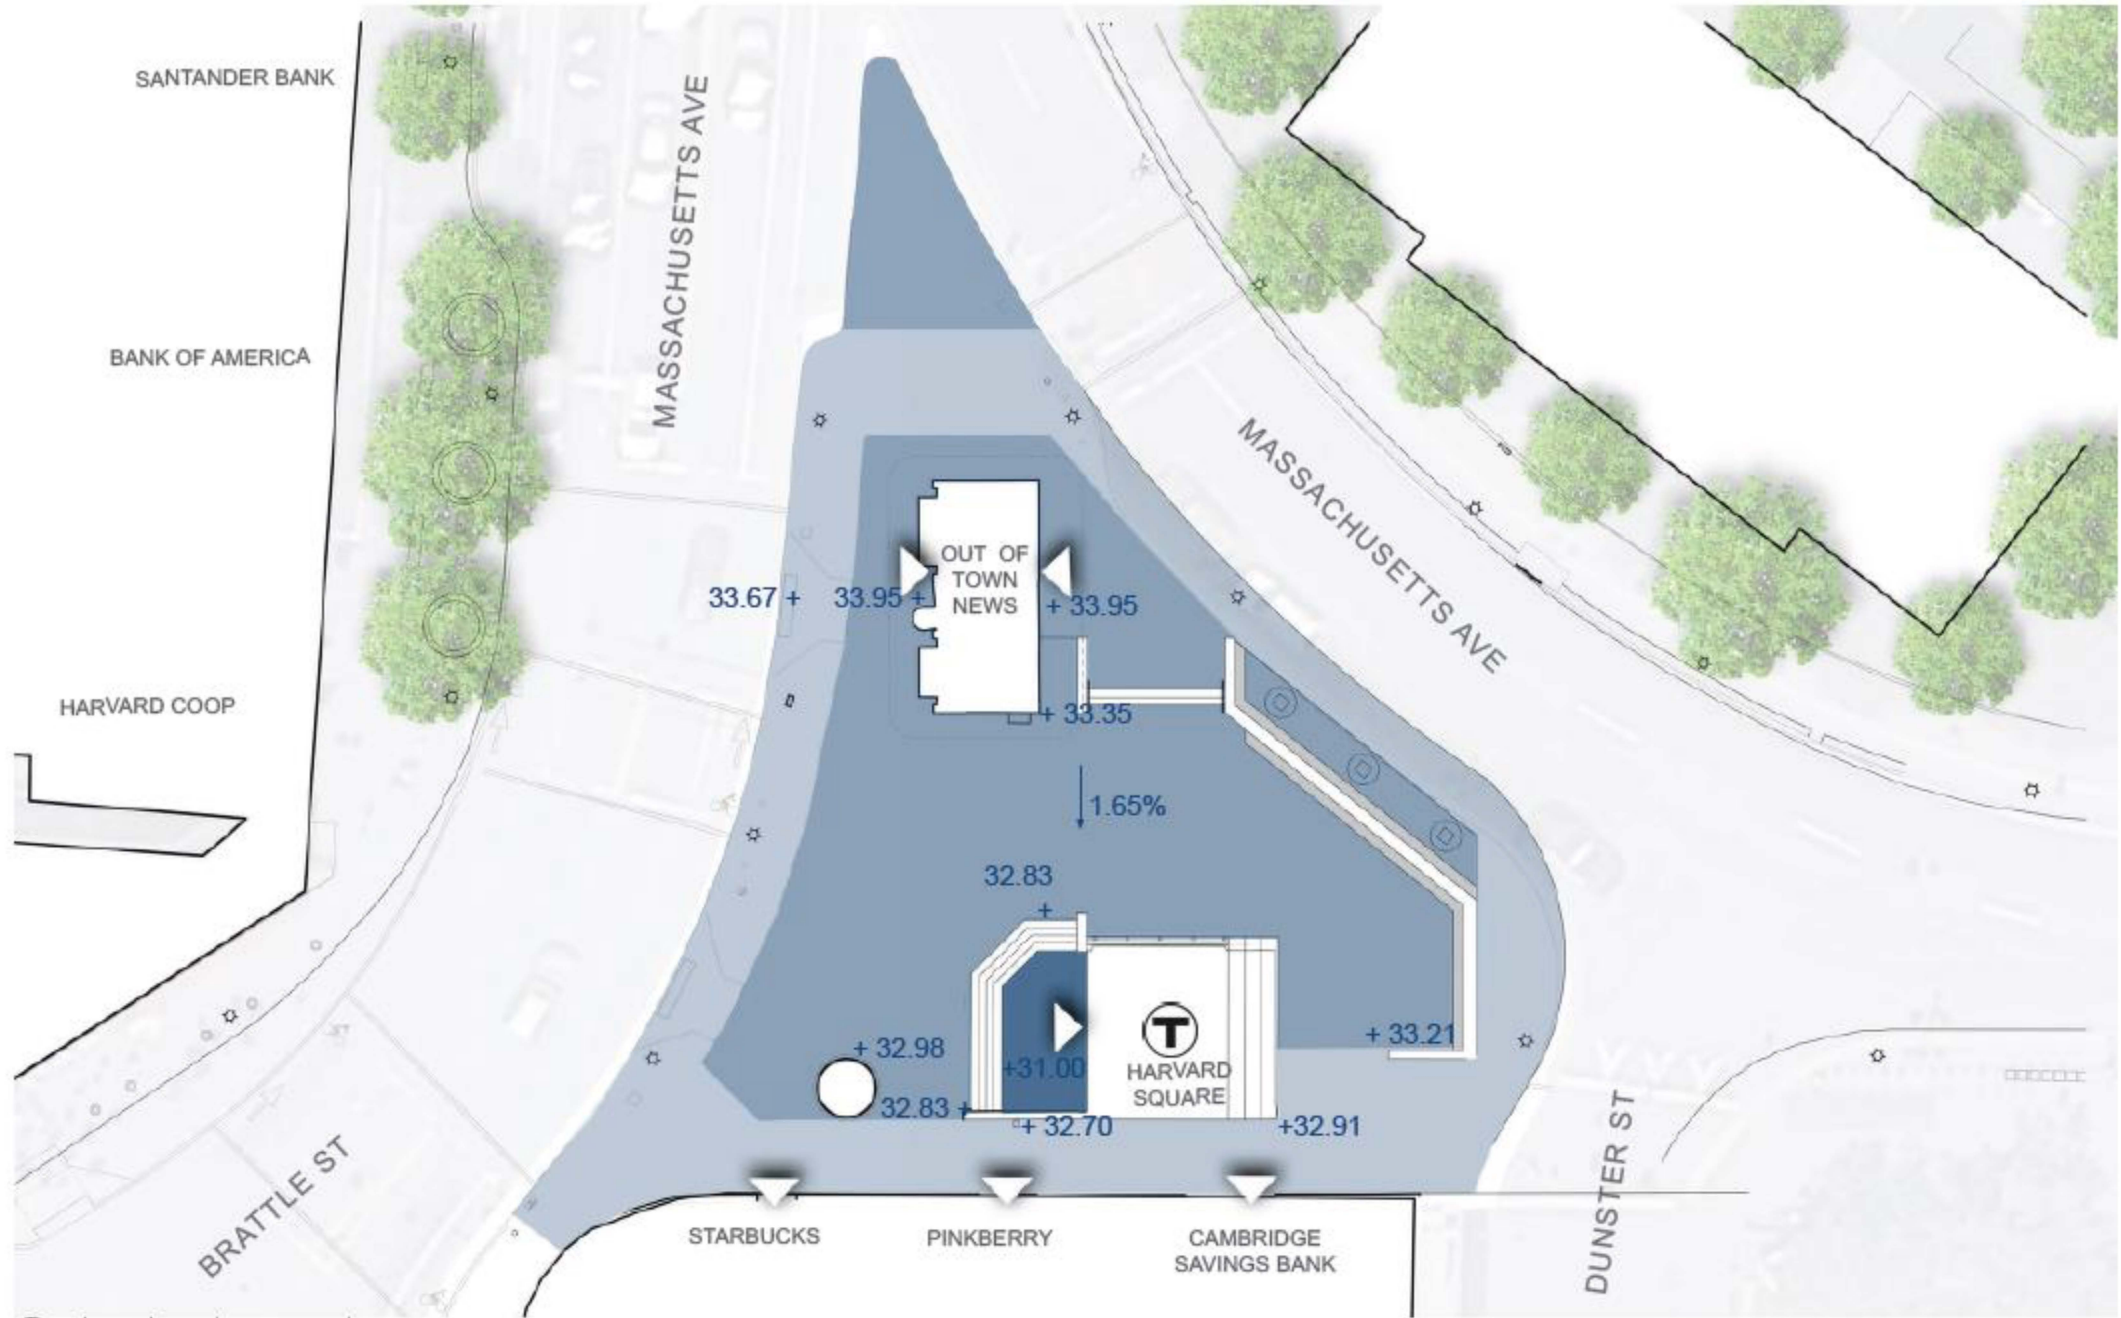 SANTANDER BANK
MASSACHUSETTS AVE
BANK OF AMERICA
MASSACHUSETTS AVE
OUT OF
TOWN
NEWS
33.67 +
33.95 +
+ 33.95
HARVARD COOP
+ 33.35
1.65%
32.83
+
+ 32.98
+31.00
+ 33.21
T
HARVARD
SQUARE
32.83 +
+ 32.70
+32.91
BRATTLE ST
DUNSTER ST
STARBUCKS
PINKBERRY
CAMBRIDGE
SAVINGS BANK